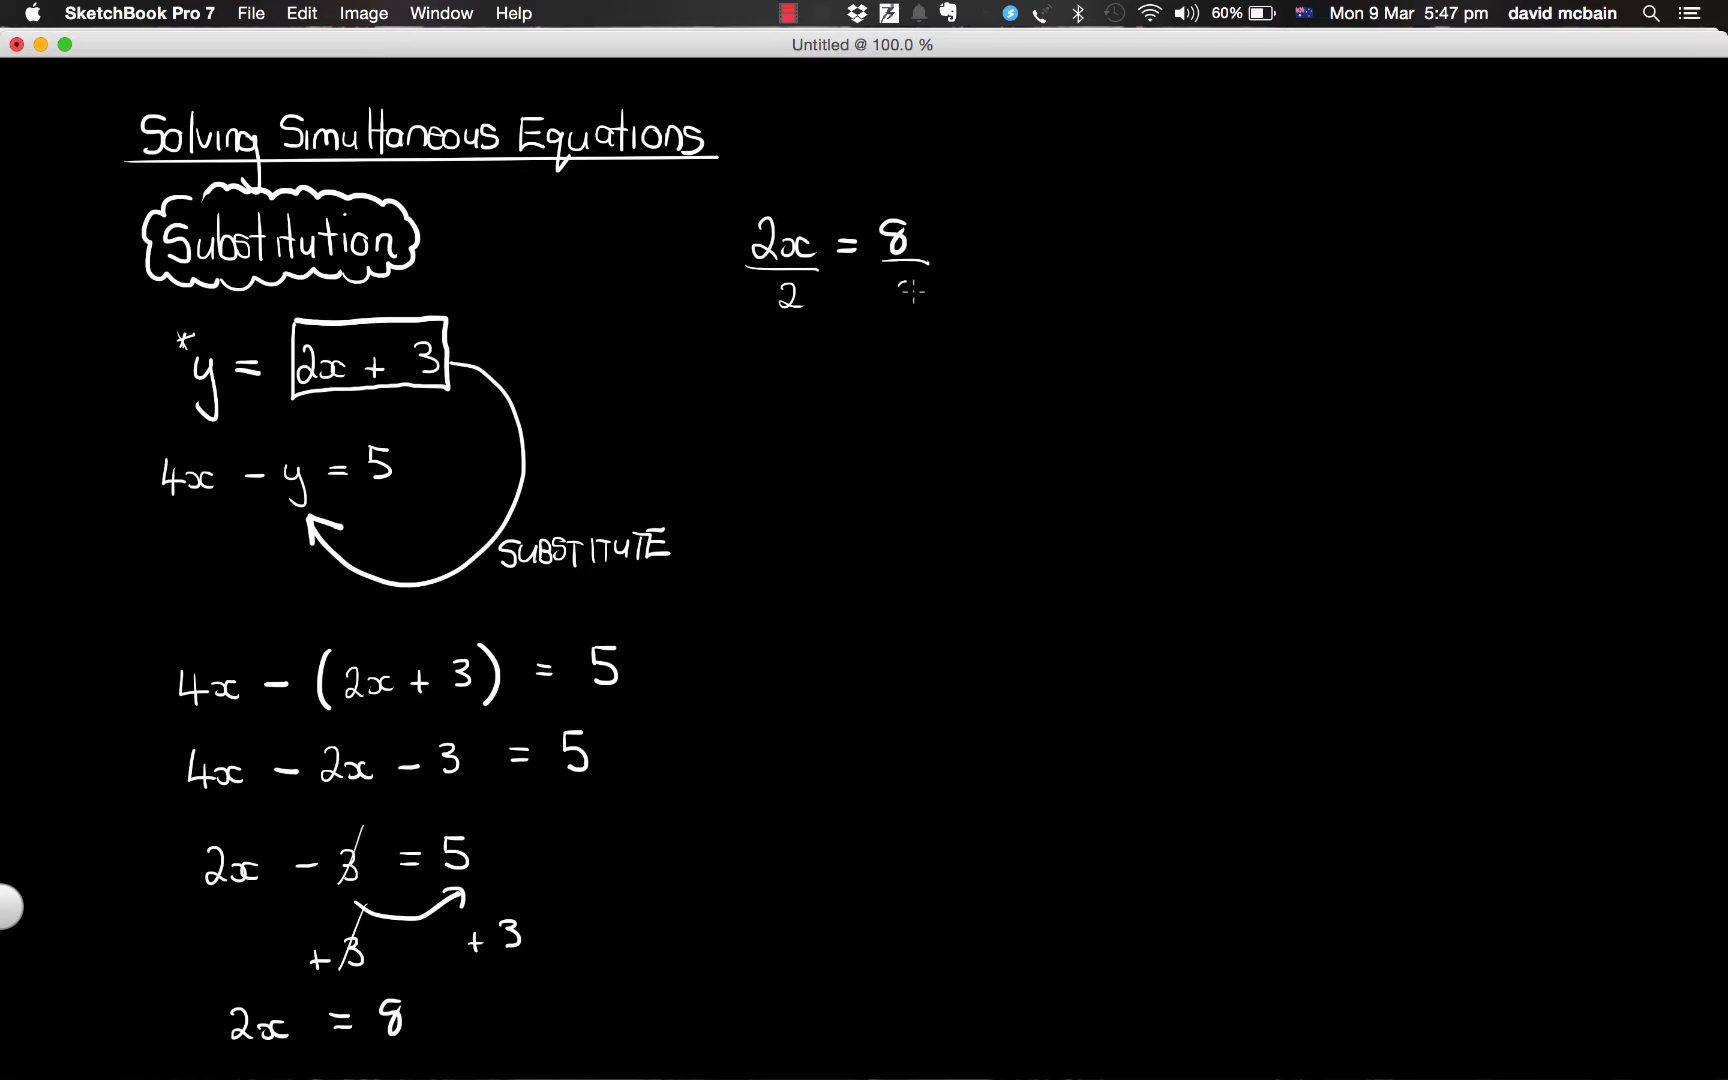 SketchBook Pro 7 File Edit Image Window Help 60% Mon 9 Mar 5:47 pm david mcbain
Untitled @ 100.0 %
Solving Simultaneous Equations
Substitution
* y = 2x + 3
4x - y = 5
SUBSTITUTE
4x - (2x + 3) = 5
4x - 2x - 3 = 5
2x - 3 = 5
+3 +3
2x = 8
2x = 8
2